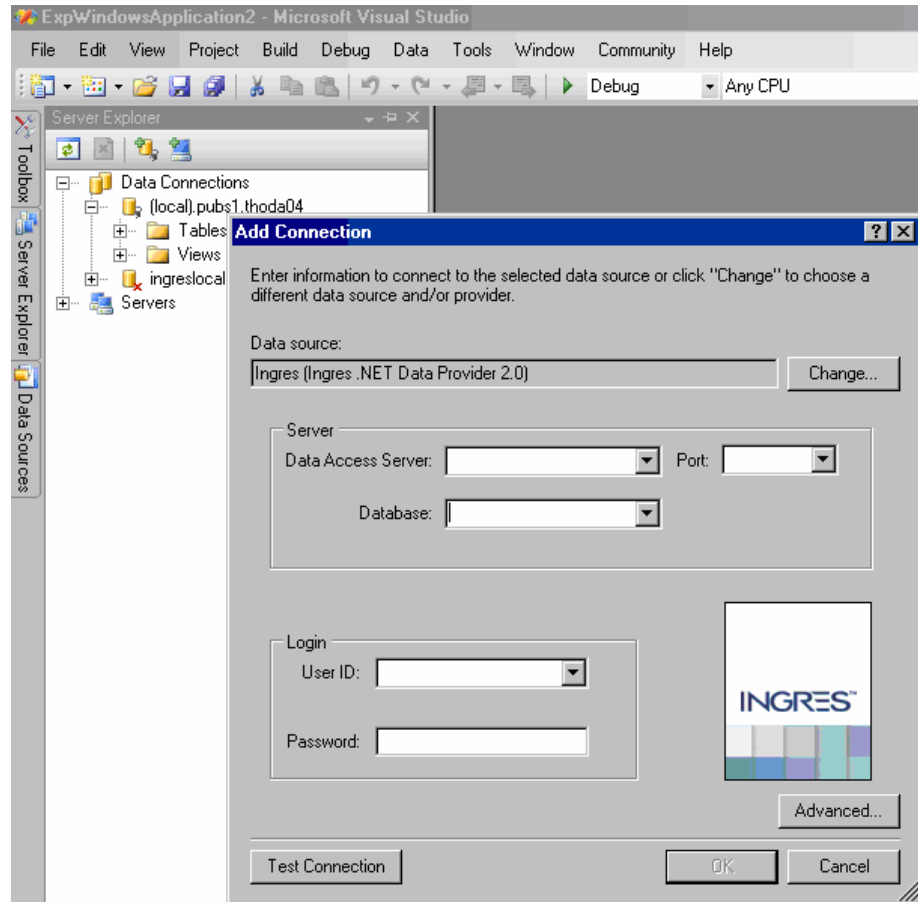 ExpWindowsApplication2 - Microsoft Visual Studio
File Edit View Project Build Debug Data Tools Window Community Help
Debug Any CPU
Toolbox
Server Explorer
Data Sources
Server Explorer
Data Connections
(local).pubs1.thoda04
Tables
Views
ingreslocal
Servers
Add Connection
Enter information to connect to the selected data source or click "Change" to choose a
different data source and/or provider.
Data source:
Ingres (Ingres .NET Data Provider 2.0)
Change...
Server
Data Access Server: Port:
Database:
Login
User ID:
Password:
INGRES™
Advanced...
Test Connection OK Cancel